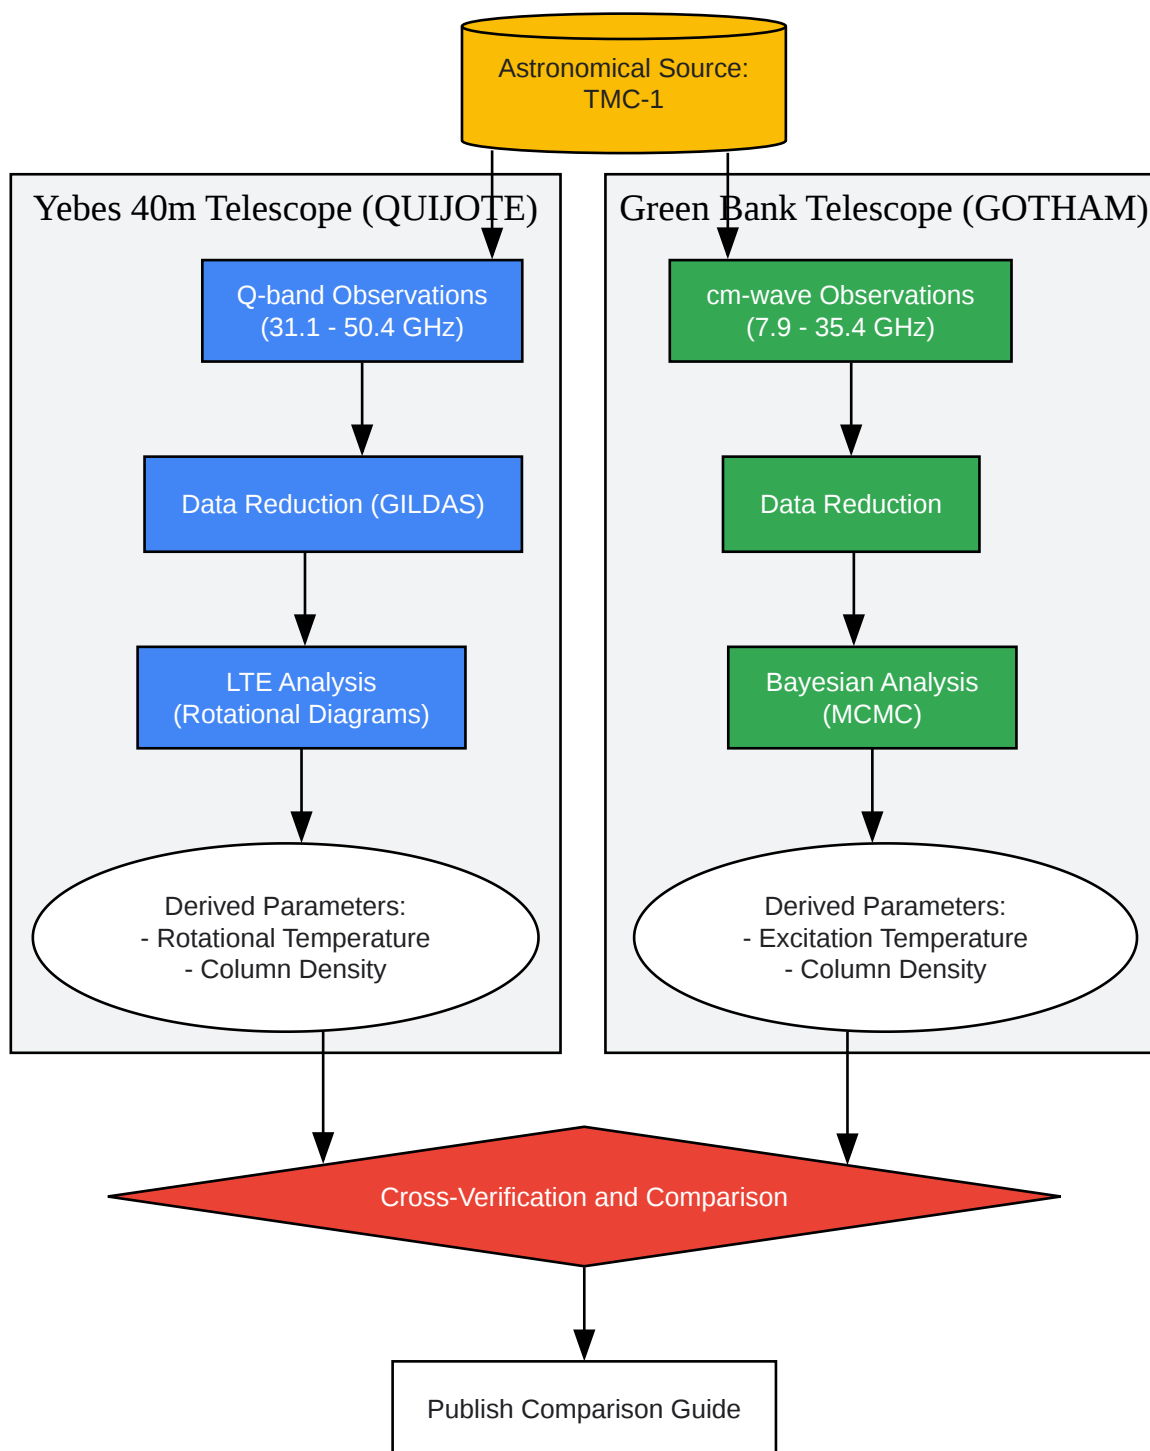 Astronomical Source:
TMC-1
Yebes 40m Telescope (QUIJOTE)
Q-band Observations
(31.1 - 50.4 GHz)
Data Reduction (GILDAS)
LTE Analysis
(Rotational Diagrams)
Derived Parameters:
- Rotational Temperature
- Column Density
Green Bank Telescope (GOTHAM)
cm-wave Observations
(7.9 - 35.4 GHz)
Data Reduction
Bayesian Analysis
(MCMC)
Derived Parameters:
- Excitation Temperature
- Column Density
Cross-Verification and Comparison
Publish Comparison Guide